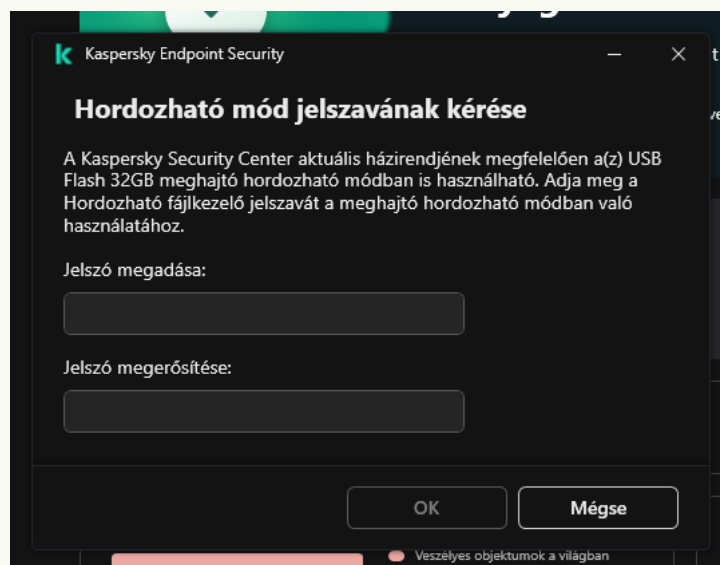 Kaspersky Endpoint Security
Hordozható mód jelszavának kérése
A Kaspersky Security Center aktuális házirendjének megfelelően a(z) USB
Flash 32GB meghajtó hordozható módban is használható. Adja meg a
Hordozható fájlkezelő jelszavát a meghajtó hordozható módban való
használatához.
Jelszó megadása:
Jelszó megerősítése:
OK
Mégse
Veszélyes objektumok a világban